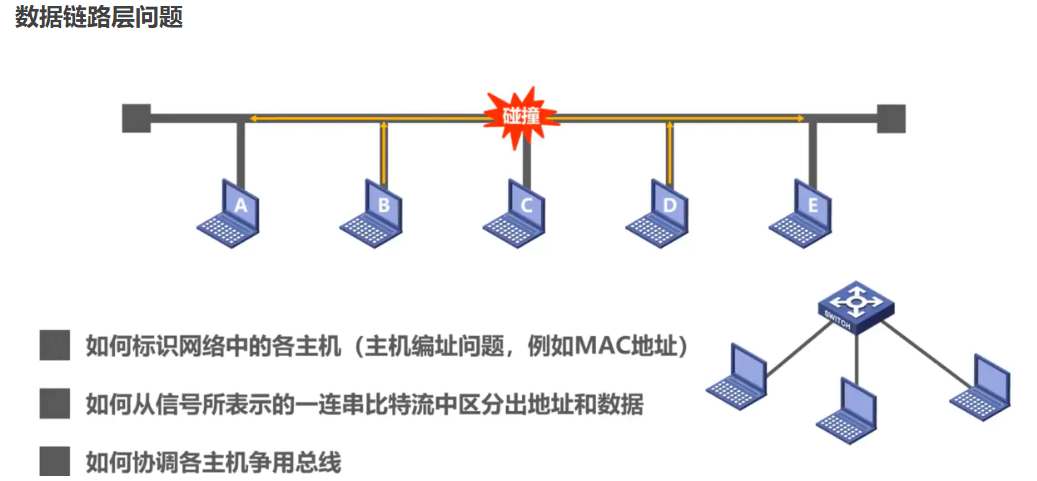 数据链路层问题
碰撞
A B C D E
SWITCH
如何标识网络中的各主机（主机编址问题，例如MAC地址）
如何从信号所表示的一连串比特流中区分出地址和数据
如何协调各主机争用总线